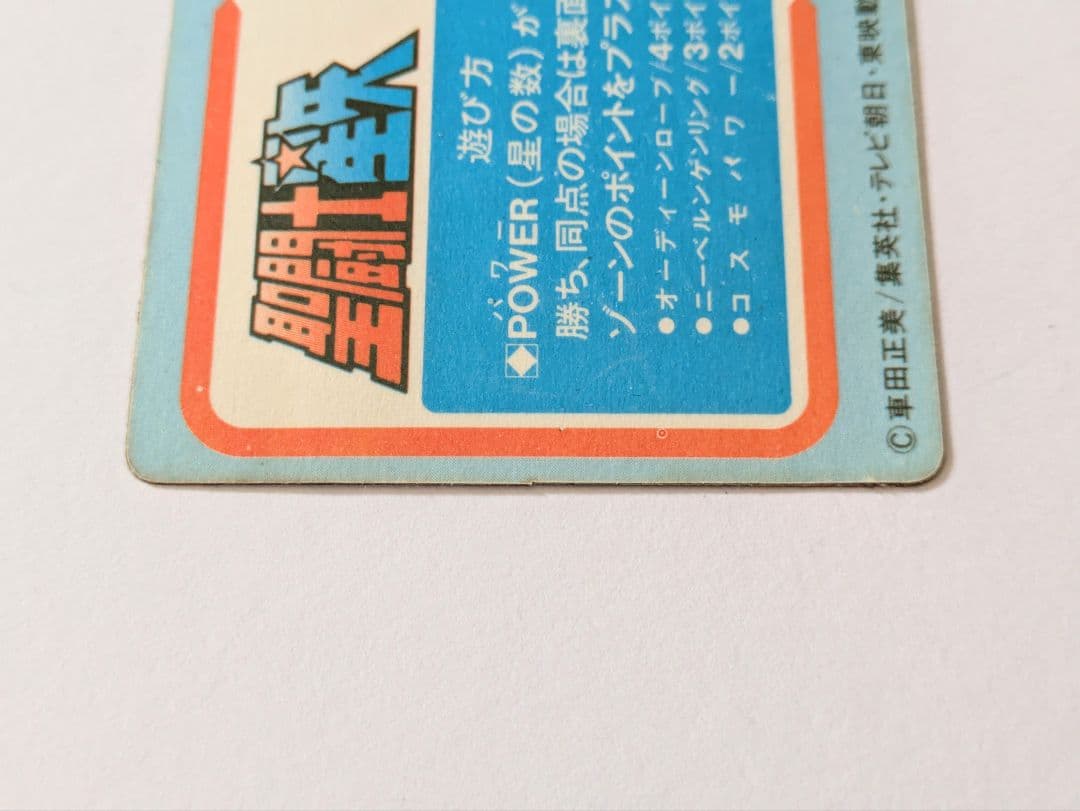 聖闘士星矢
遊び方
パワー
◆POWER(星の数)が
勝ち、同点の場合は裏面
ゾーンのポイントをプラス
●オーディーンローブ/4ポイ
●ニーベルンゲンリング/3ポイ
●コスモパワー/2ポイ
©車田正美/集英社・テレビ朝日・東映動